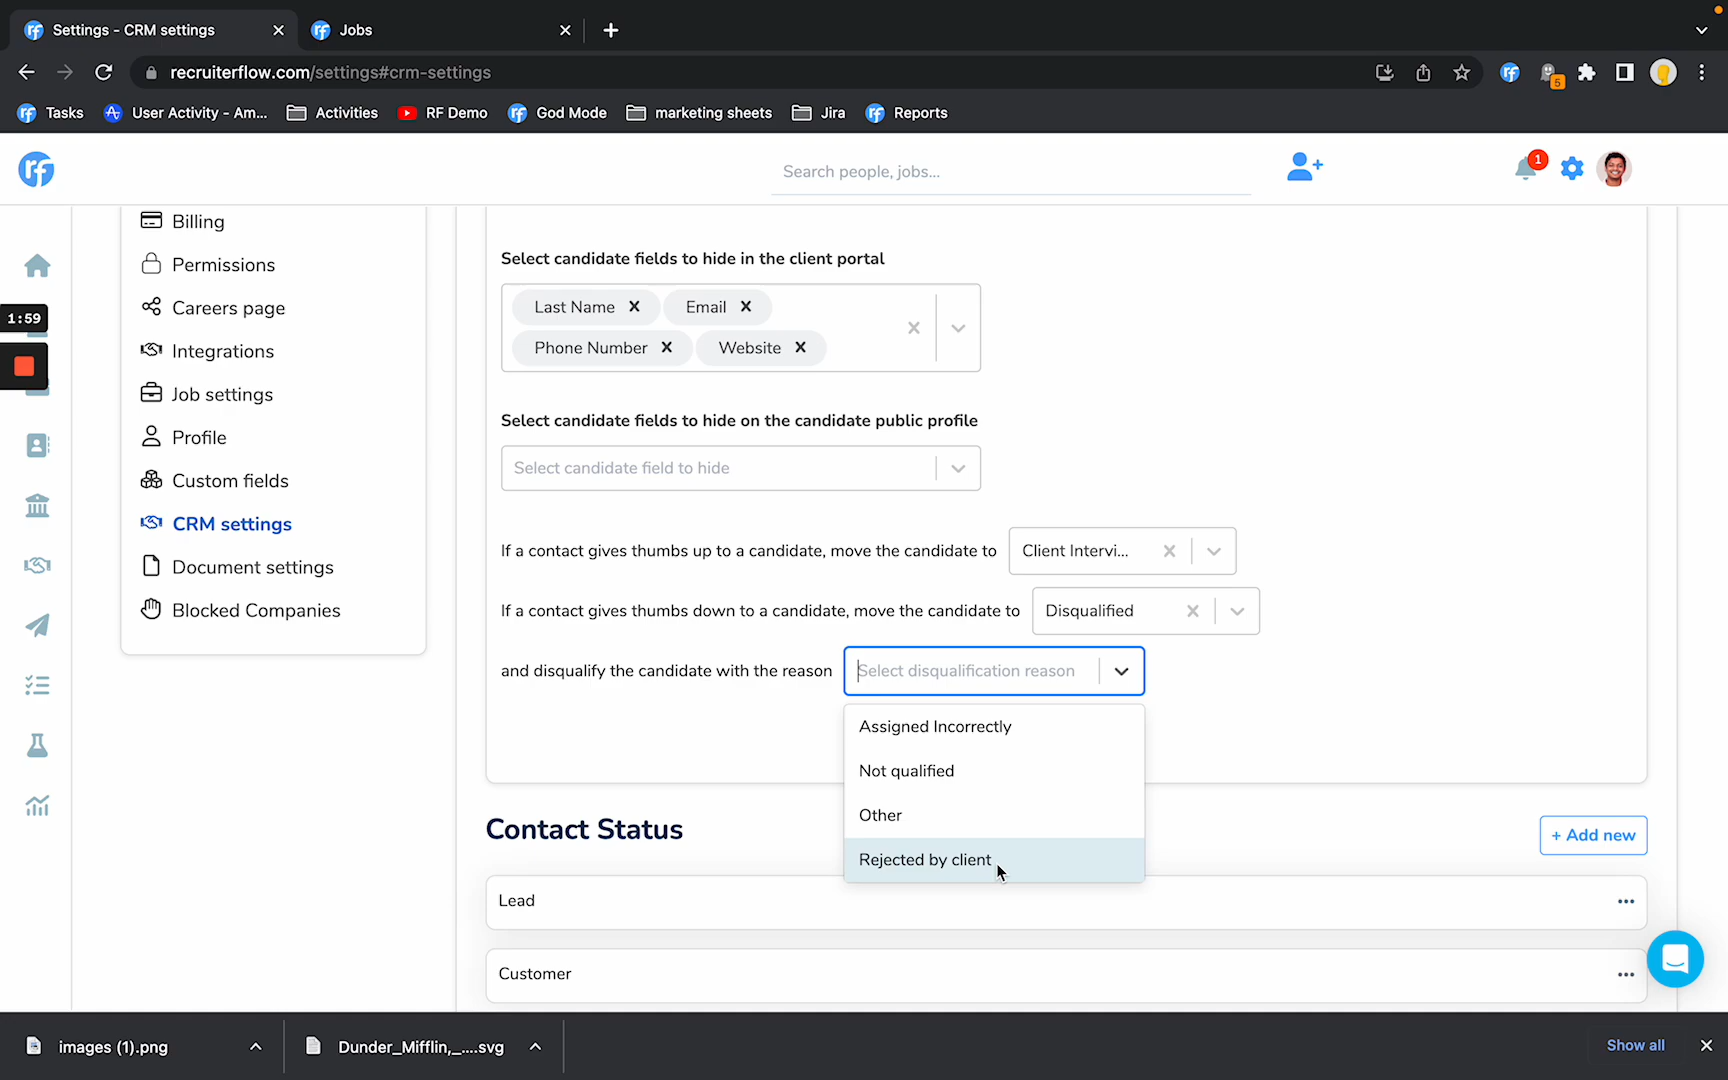 Settings - CRM settings
Jobs
recruiterflow.com/settings#crm-settings
5
Tasks
User Activity - Am...
Activities
RF Demo
God Mode
marketing sheets
Jira
Reports
rf
Search people, jobs...
1
1:59
Billing
Permissions
Careers page
Integrations
Job settings
Profile
Custom fields
CRM settings
Document settings
Blocked Companies
Select candidate fields to hide in the client portal
Last Name
Email
Phone Number
Website
Select candidate fields to hide on the candidate public profile
Select candidate field to hide
If a contact gives thumbs up to a candidate, move the candidate to
Client Intervi...
If a contact gives thumbs down to a candidate, move the candidate to
Disqualified
and disqualify the candidate with the reason
Select disqualification reason
Assigned Incorrectly
Not qualified
Other
Rejected by client
Contact Status
+ Add new
Lead
Customer
images (1).png
Dunder_Mifflin,_....svg
Show all